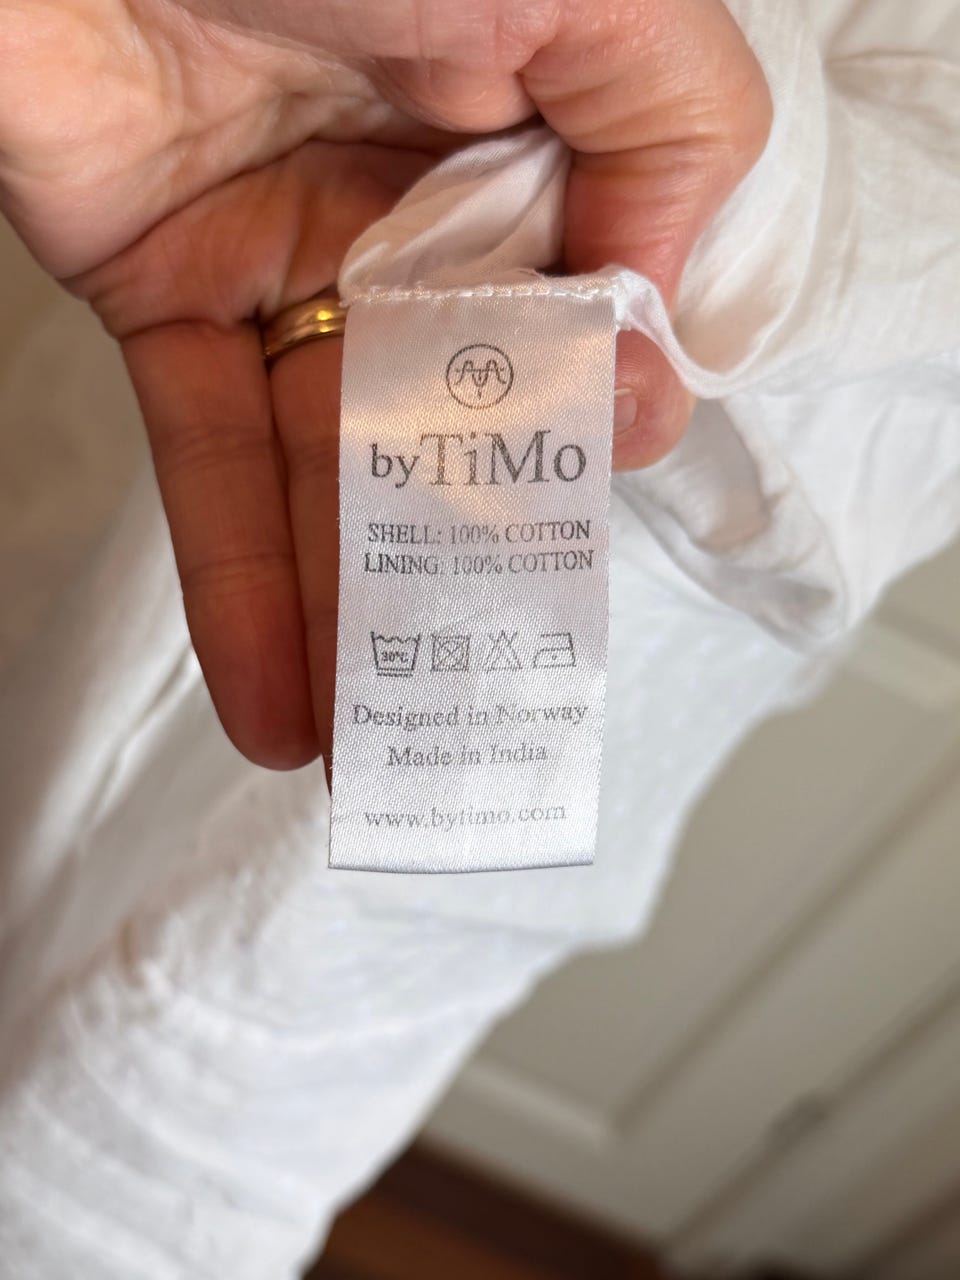 byTiMo
SHELL: 100% COTTON
LINING: 100% COTTON
30°C
Designed in Norway
Made in India
www.bytimo.com